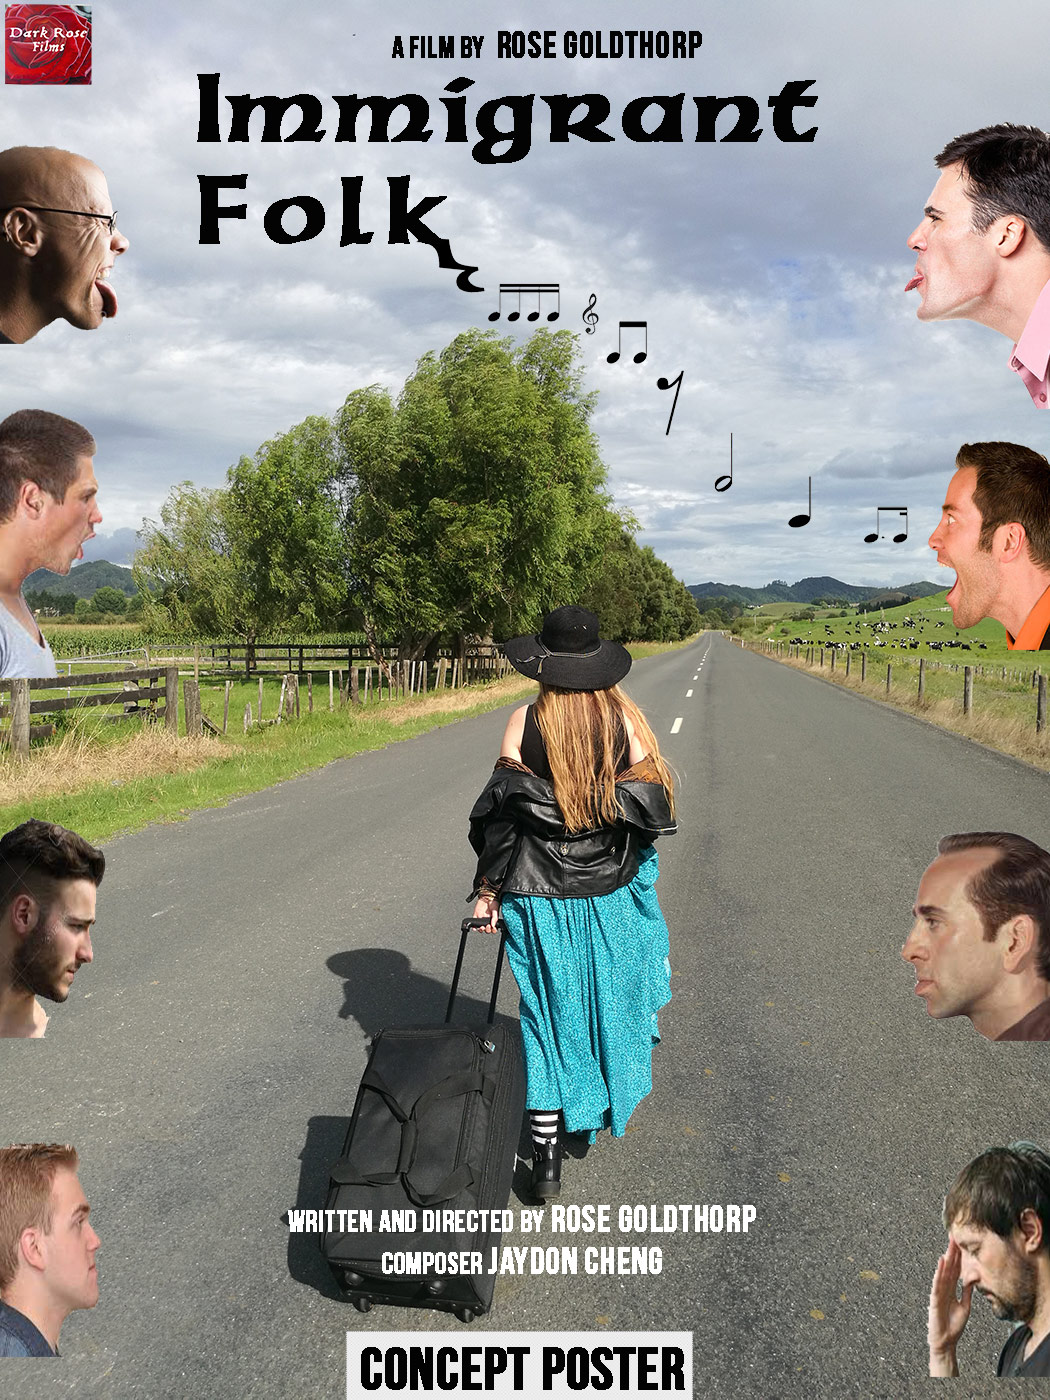 Dark Rose
Films
A FILM BY ROSE GOLDTHORP
Immigrant
Folk
WRITTEN AND DIRECTED BY ROSE GOLDTHORP
COMPOSER JAYDON CHENG
CONCEPT POSTER